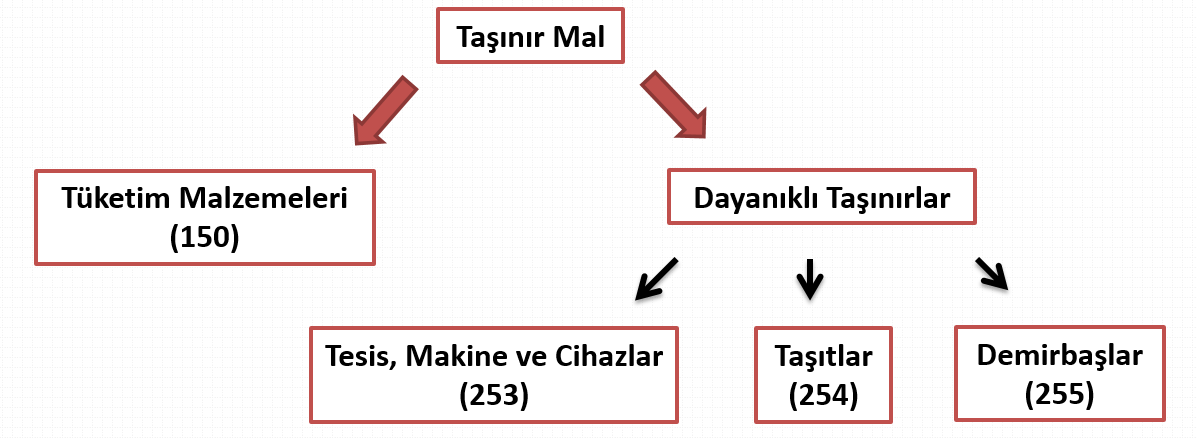 Taşınır Mal
Tüketim Malzemeleri
(150)
Dayanıklı Taşınırlar
Tesis, Makine ve Cihazlar
(253)
Taşıtlar
(254)
Demirbaşlar
(255)